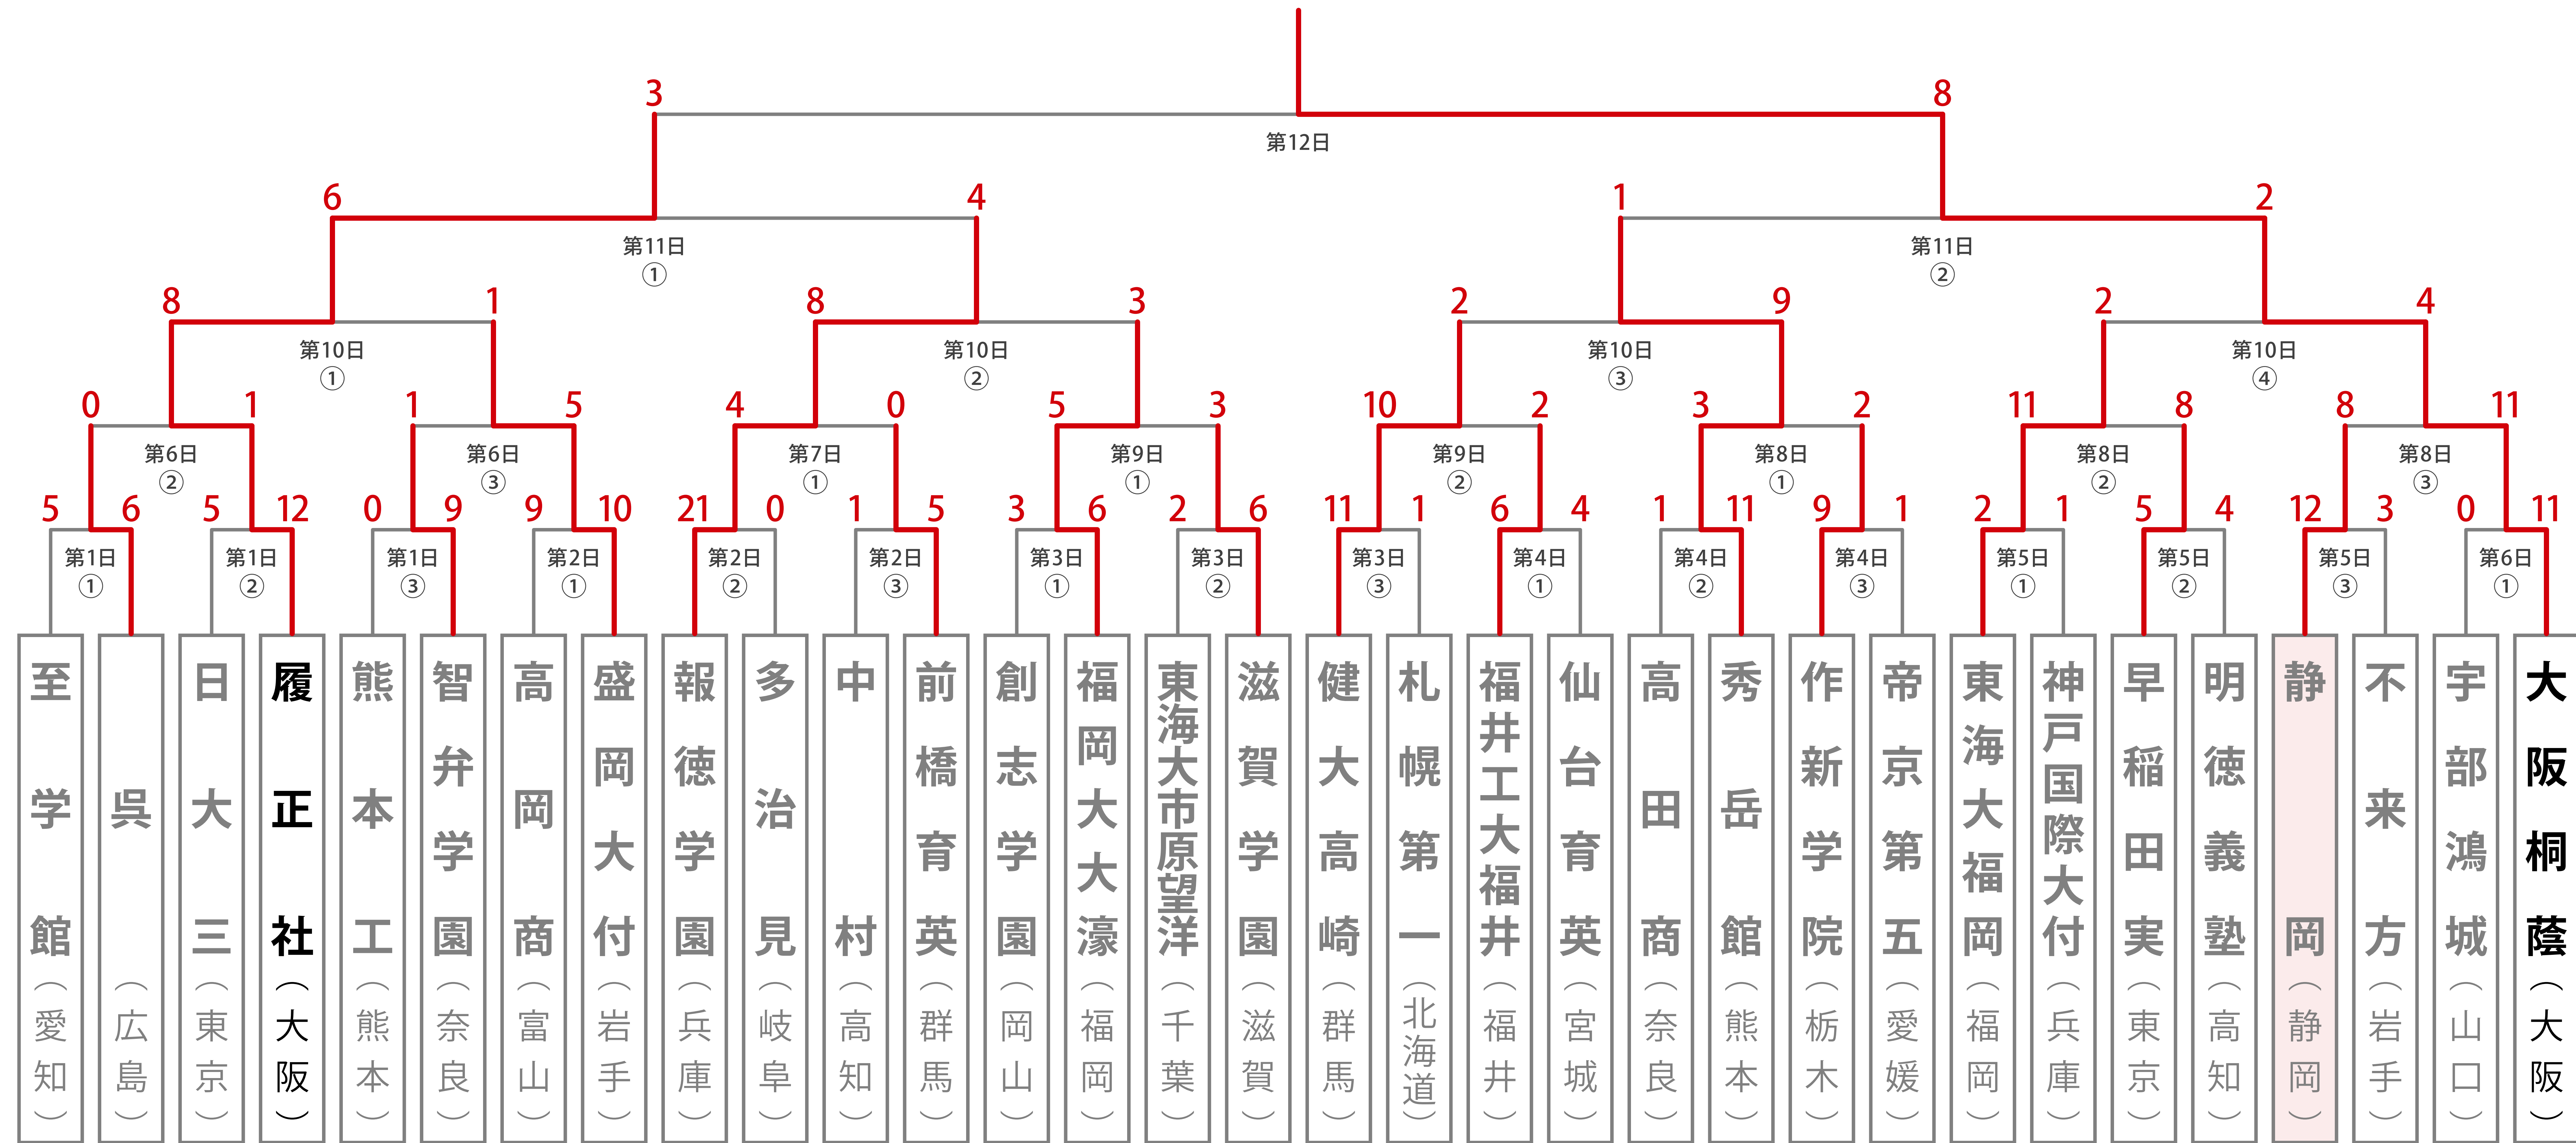 3 8
第12日
6 4 1 2
第11日 第11日
① ②
8 1 8 3 2 9 2 4
第10日 第10日 第10日 第10日
① ② ③ ④
0 1 1 5 4 0 5 3 10 2 3 2 11 8 8 11
第6日 第6日 第7日 第9日 第9日 第8日 第8日 第8日
② ③ ① ① ② ① ② ③
5 6 5 12 0 9 9 10 21 0 1 5 3 6 2 6 11 1 6 4 1 11 9 1 2 1 5 4 12 3 0 11
第1日 第1日 第1日 第2日 第2日 第2日 第3日 第3日 第3日 第4日 第4日 第4日 第5日 第5日 第5日 第6日
① ② ③ ① ② ③ ① ② ③ ① ② ③ ① ② ③ ①
至学館（愛知）
呉（広島）
日大三（東京）
履正社（大阪）
熊本工（熊本）
智弁学園（奈良）
高岡商（富山）
盛岡大付（岩手）
報徳学園（兵庫）
多治見（岐阜）
中村（高知）
前橋育英（群馬）
創志学園（岡山）
福岡大大濠（福岡）
東海大市原望洋（千葉）
滋賀学園（滋賀）
健大高崎（群馬）
札幌第一（北海道）
福井工大福井（福井）
仙台育英（宮城）
高田商（奈良）
秀岳館（熊本）
作新学院（栃木）
帝京第五（愛媛）
東海大福岡（福岡）
神戸国際大付（兵庫）
早稲田実（東京）
明徳義塾（高知）
静岡（静岡）
不来方（岩手）
宇部鴻城（山口）
大阪桐蔭（大阪）